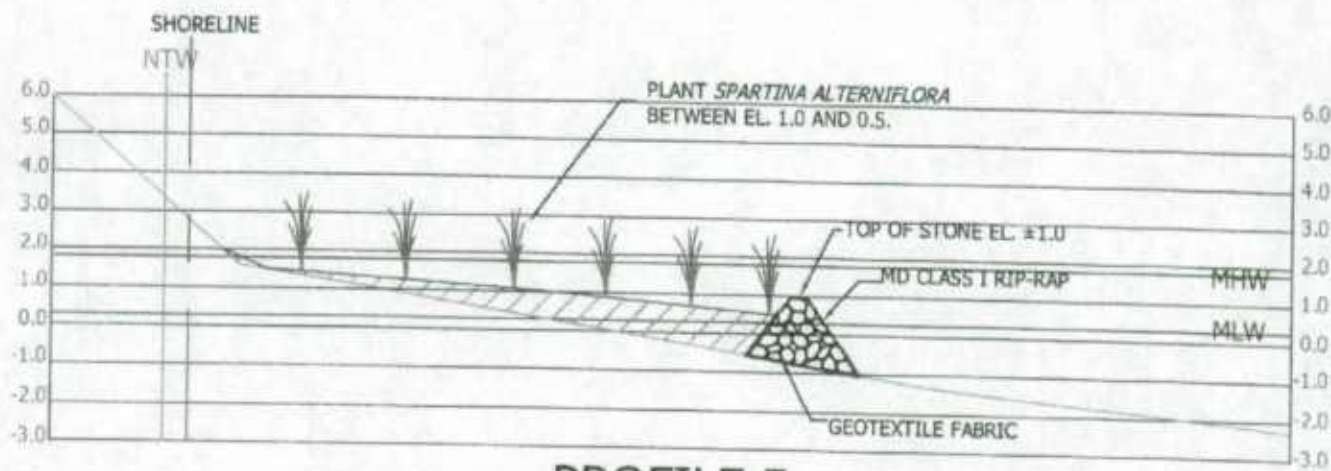 SHORELINE
NTW
PLANT SPARTINA ALTERNIFLORA
BETWEEN EL. 1.0 AND 0.5.
6.0
5.0
4.0
3.0
2.0
1.0
0.0
-1.0
-2.0
-3.0
6.0
5.0
4.0
3.0
2.0
1.0
0.0
-1.0
-2.0
-3.0
TOP OF STONE EL. ±1.0
MD CLASS I RIP-RAP
MHW
MLW
GEOTEXTILE FABRIC